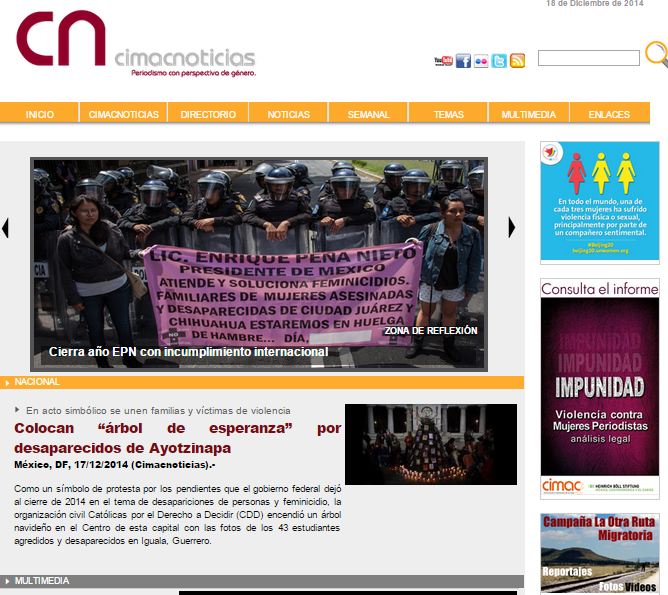 18 de Diciembre de 2014
cn cimacnoticias
Periodismo con perspectiva de género.
INICIO CIMACNOTICIAS DIRECTORIO NOTICIAS SEMANAL TEMAS MULTIMEDIA ENLACES
LIC. ENRIQUE PEÑA NIETO
PRESIDENTE DE MEXICO
ATIENDE Y SOLUCIONA FEMINICIDIOS.
FAMILIARES DE MUJERES ASESINADAS
Y DESAPARECIDAS DE CIUDAD JUÁREZ Y
CHIHUAHUA ESTAREMOS EN HUELGA
DE HAMBRE... DÍA,
ZONA DE REFLEXIÓN
Cierra año EPN con incumplimiento internacional
En todo el mundo, una de
cada tres mujeres ha sufrido
violencia física o sexual,
principalmente por parte de
un compañero sentimental.
#Beijing20
beijing20.unwomen.org
Consulta el informe
IMPUNIDAD
IMPUNIDAD
IMPUNIDAD
Violencia contra
Mujeres Periodistas
análisis legal
cimac HEINRICH BÖLL STIFTUNG
Campaña La Otra Ruta
Migratoria
Reportajes
Fotos Videos
NACIONAL
En acto simbólico se unen familias y víctimas de violencia
Colocan “árbol de esperanza” por
desaparecidos de Ayotzinapa
México, DF, 17/12/2014 (Cimacnoticias).-
Como un símbolo de protesta por los pendientes que el gobierno federal dejó
al cierre de 2014 en el tema de desapariciones de personas y feminicidio, la
organización civil Católicas por el Derecho a Decidir (CDD) encendió un árbol
navideño en el Centro de esta capital con las fotos de los 43 estudiantes
agredidos y desaparecidos en Iguala, Guerrero.
MULTIMEDIA